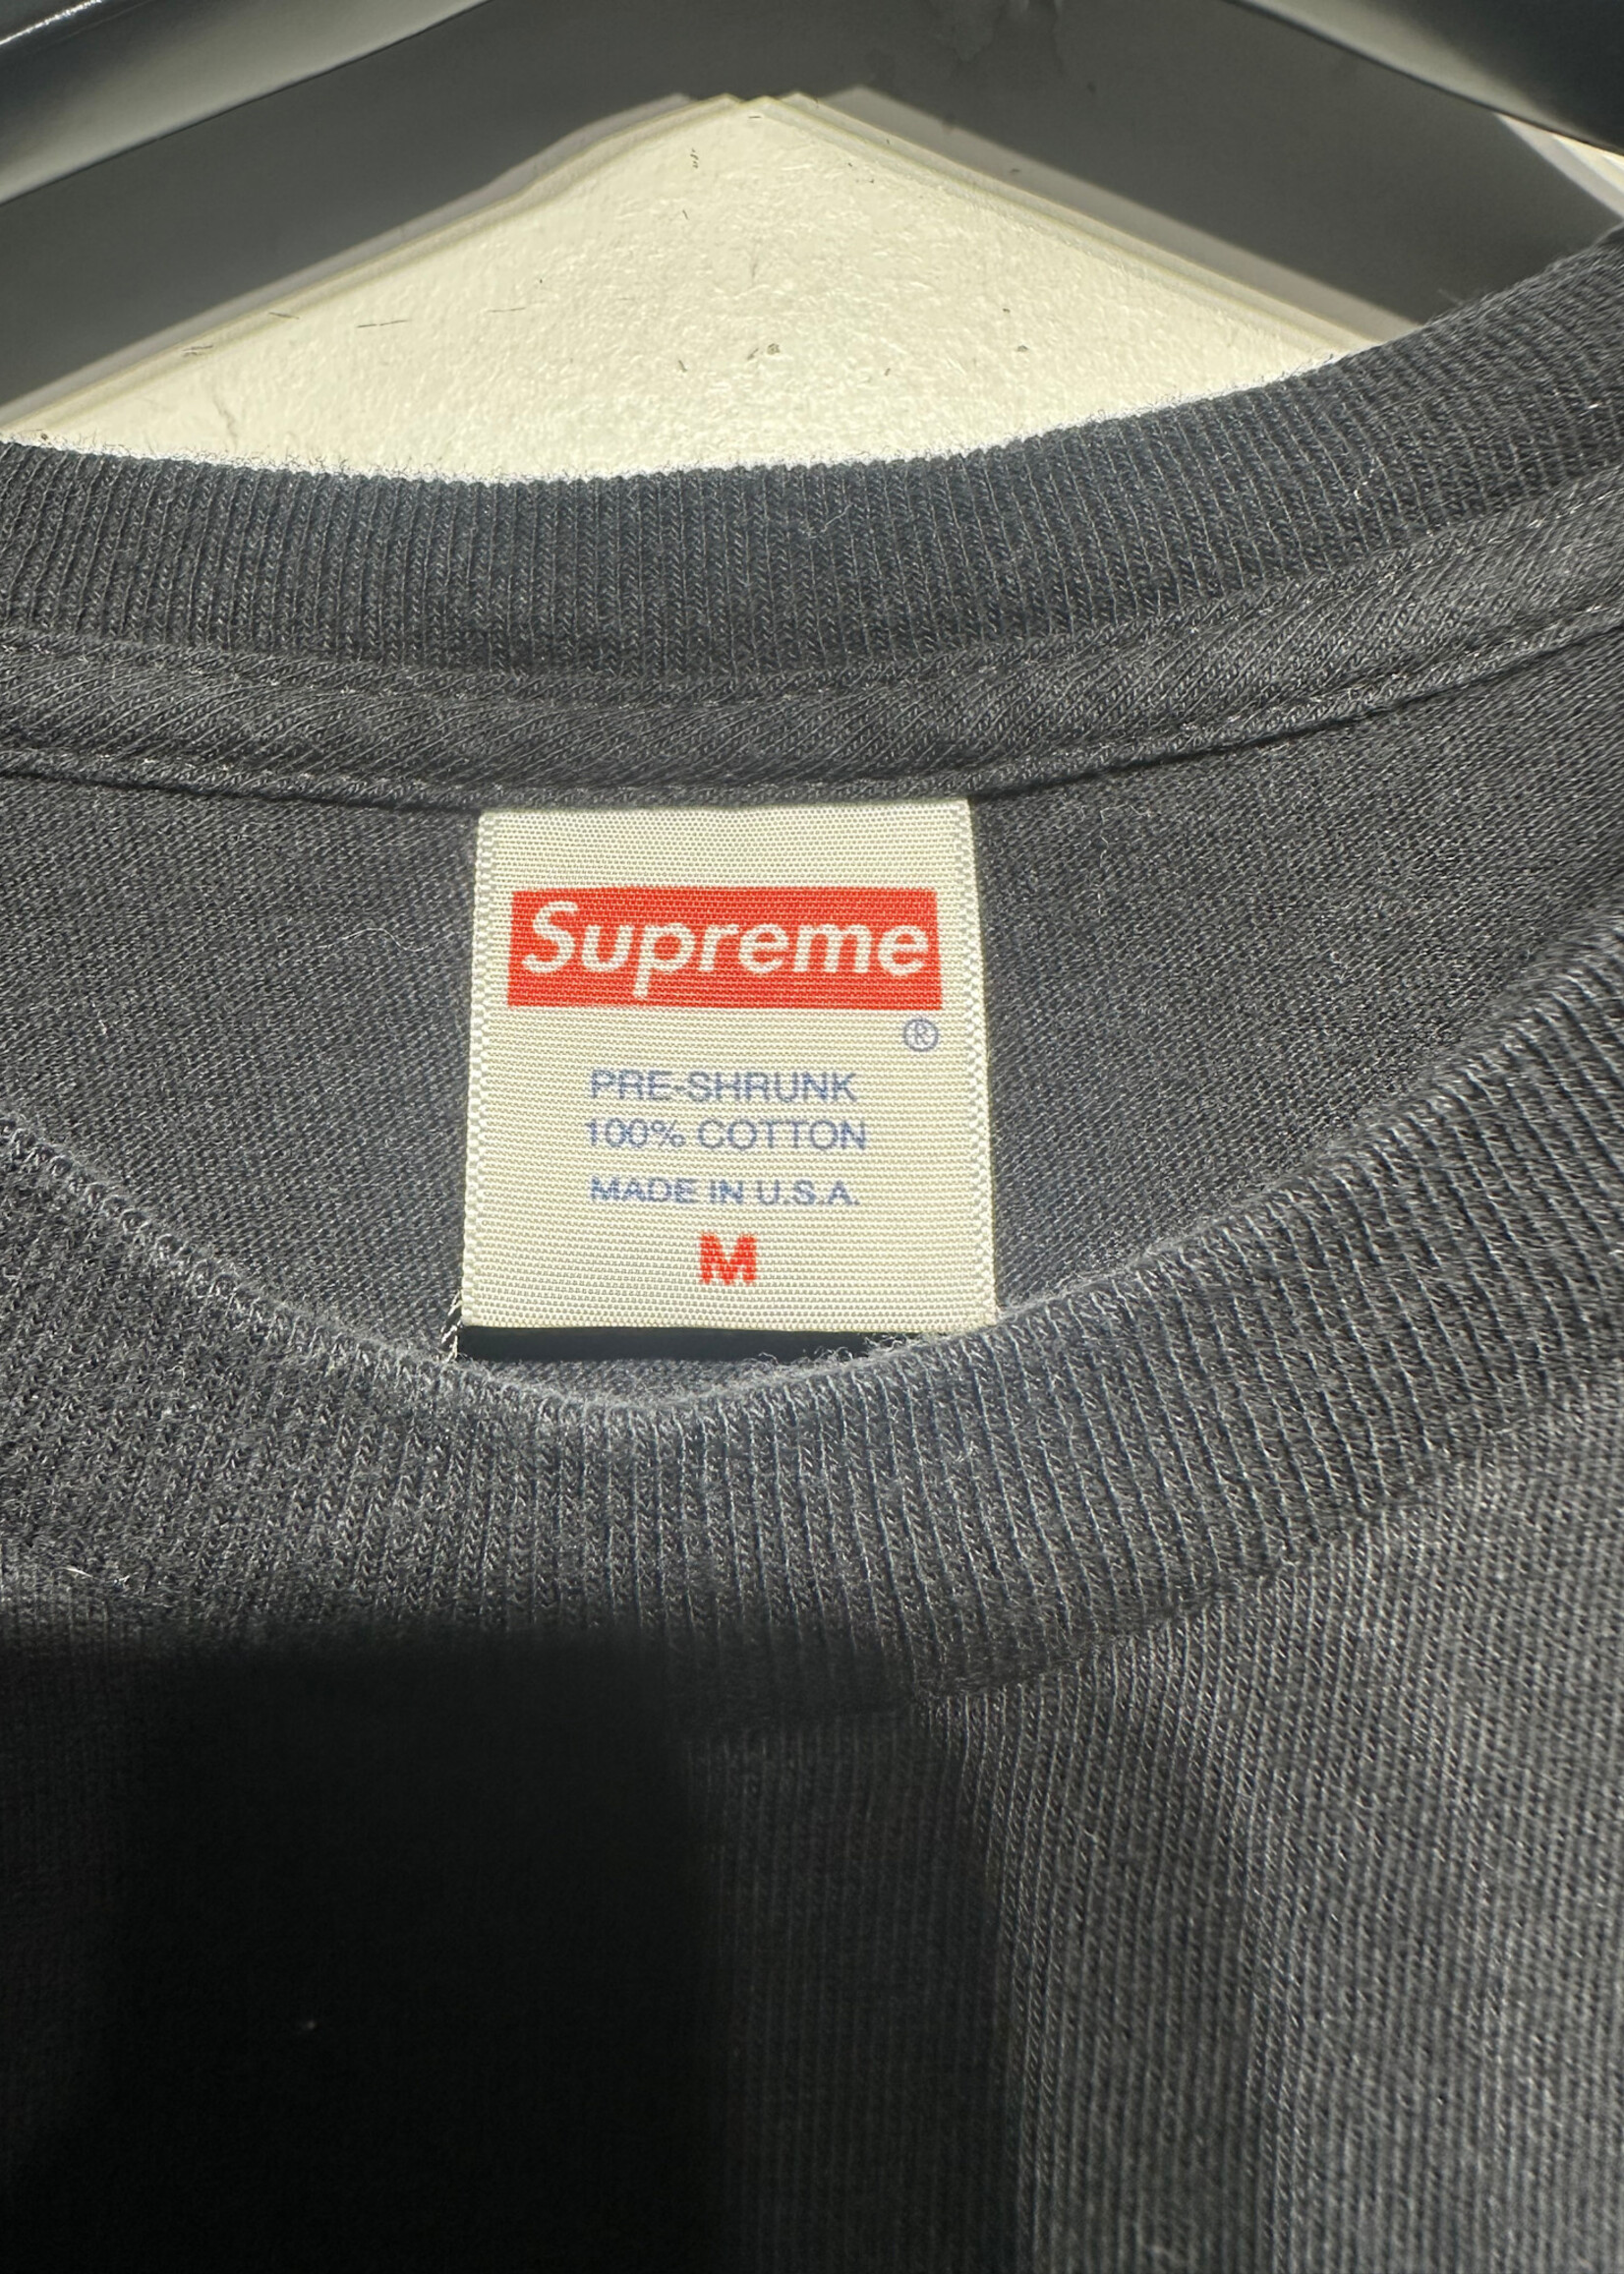 Supreme
®
PRE-SHRUNK
100% COTTON
MADE IN U.S.A.
M